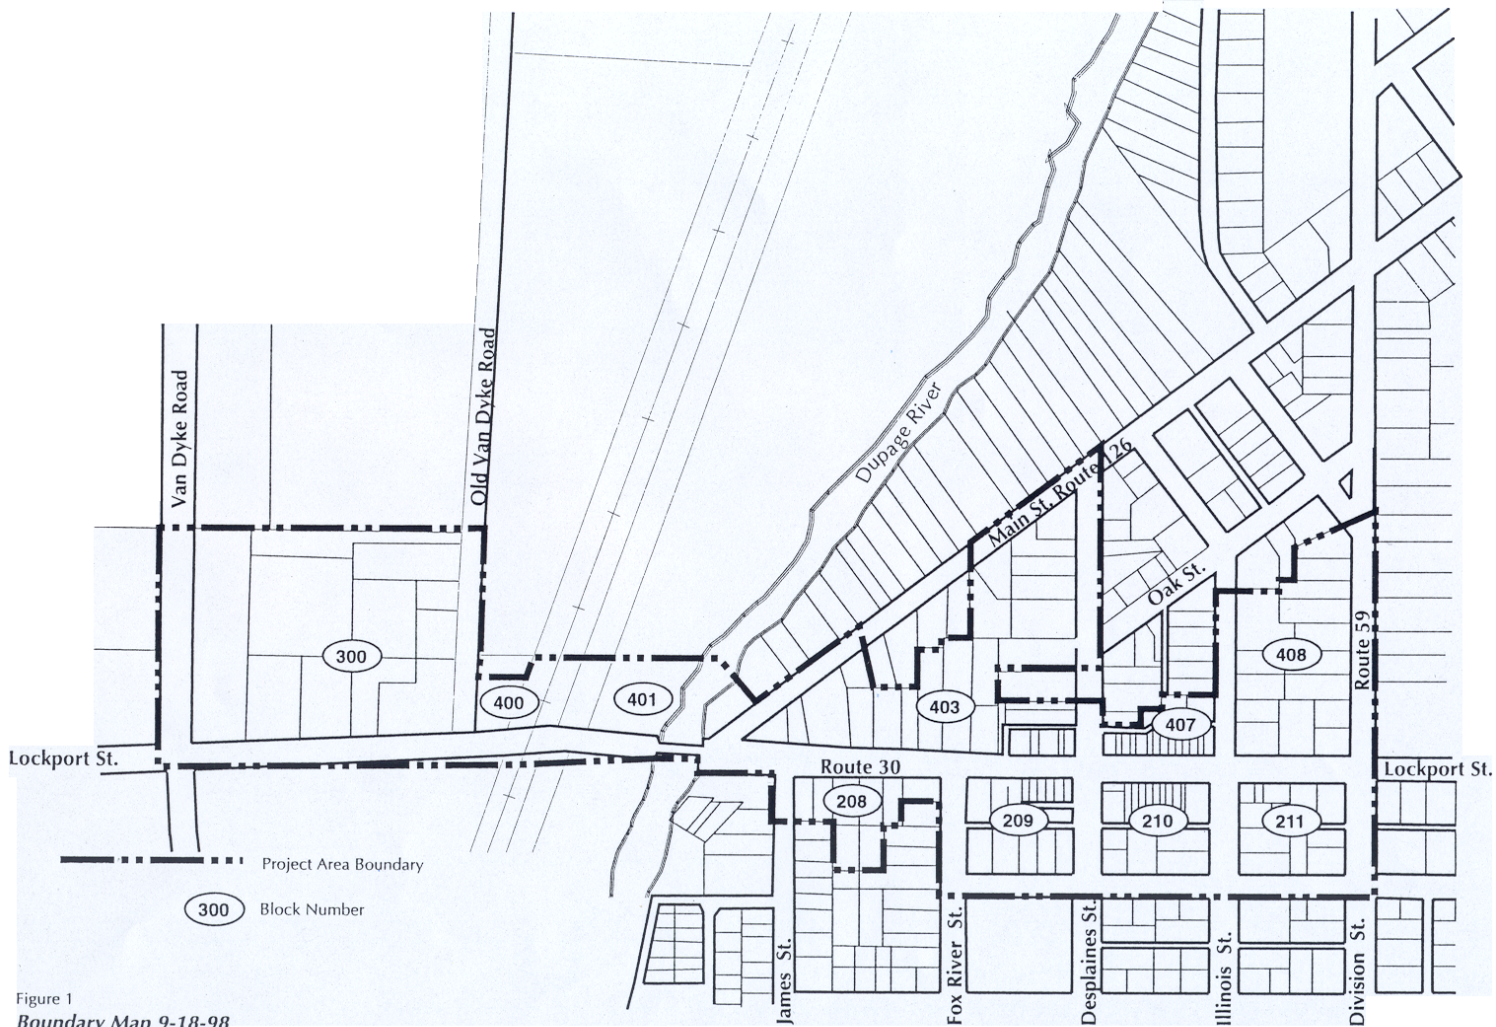 Van Dyke Road
Old Van Dyke Road
Dupage River
Main St, Route 126
Oak St.
Route 59
300
400
401
403
407
408
Lockport St.
Route 30
Lockport St.
208
209
210
211
Project Area Boundary
300
Block Number
James St.
Fox River St.
Desplaines St.
Illinois St.
Division St.
Figure 1
Boundary Map 9-18-98